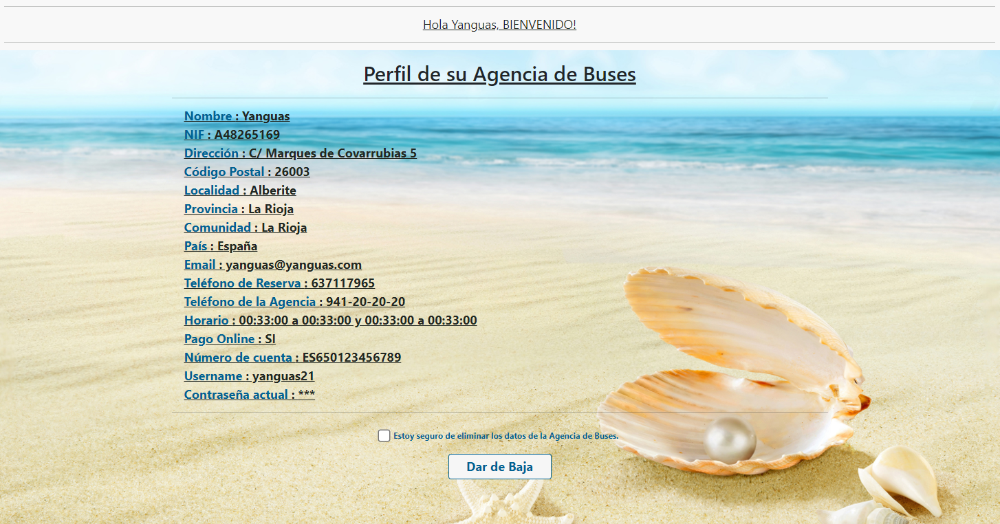 Hola Yanguas, BIENVENIDO!
Perfil de su Agencia de Buses
Nombre : Yanguas
NIF : A48265169
Dirección : C/ Marques de Covarrubias 5
Código Postal : 26003
Localidad : Alberite
Provincia : La Rioja
Comunidad : La Rioja
País : España
Email : yanguas@yanguas.com
Teléfono de Reserva : 637117965
Teléfono de la Agencia : 941-20-20-20
Horario : 00:33:00 a 00:33:00 y 00:33:00 a 00:33:00
Pago Online : SI
Número de cuenta : ES650123456789
Username : yanguas21
Contraseña actual : ***
Estoy seguro de eliminar los datos de la Agencia de Buses.
Dar de Baja